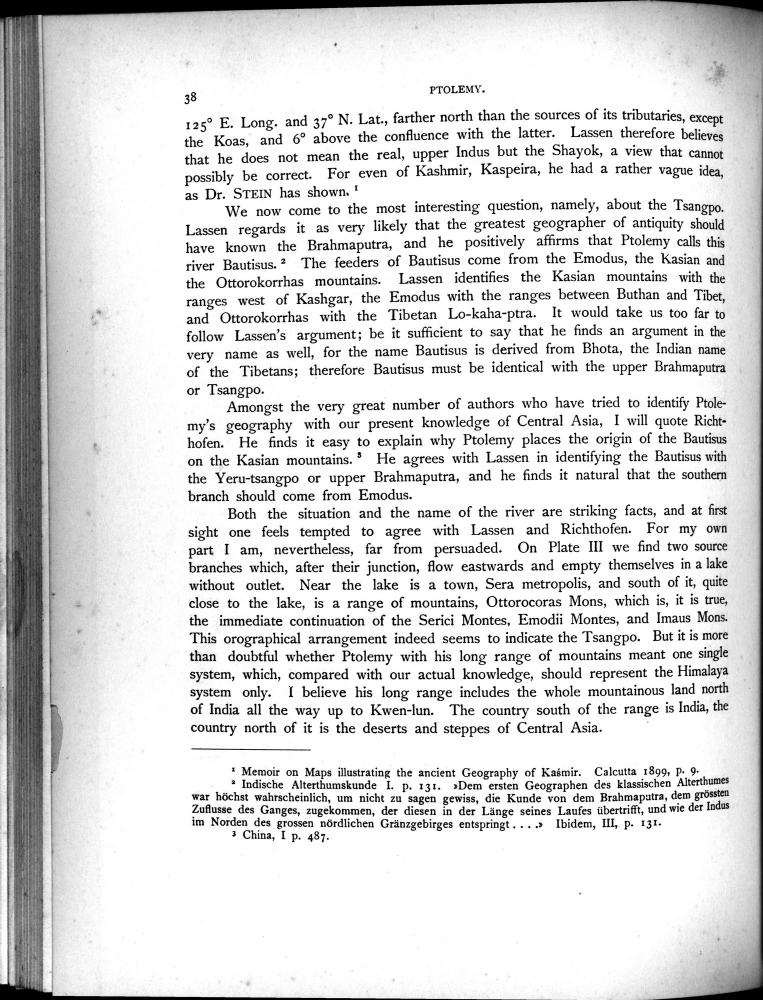 38
PTOLEMY.
125° E. Long. and 37° N. Lat., farther north than the sources of its tributaries, except
the Koas, and 6° above the confluence with the latter. Lassen therefore believes
that he does not mean the real, upper Indus but the Shayok, a view that cannot
possibly be correct. For even of Kashmir, Kaspeira, he had a rather vague idea,
as Dr. STEIN has shown. ¹
We now come to the most interesting question, namely, about the Tsangpo.
Lassen regards it as very likely that the greatest geographer of antiquity should
have known the Brahmaputra, and he positively affirms that Ptolemy calls this
river Bautisus. ² The feeders of Bautisus come from the Emodus, the Kasian and
the Ottorokorrhas mountains. Lassen identifies the Kasian mountains with the
ranges west of Kashgar, the Emodus with the ranges between Buthan and Tibet,
and Ottorokorrhas with the Tibetan Lo-kaha-ptra. It would take us too far to
follow Lassen's argument; be it sufficient to say that he finds an argument in the
very name as well, for the name Bautisus is derived from Bhota, the Indian name
of the Tibetans; therefore Bautisus must be identical with the upper Brahmaputra
or Tsangpo.
Amongst the very great number of authors who have tried to identify Ptole-
my's geography with our present knowledge of Central Asia, I will quote Richt-
hofen. He finds it easy to explain why Ptolemy places the origin of the Bautisus
on the Kasian mountains. ³ He agrees with Lassen in identifying the Bautisus with
the Yeru-tsangpo or upper Brahmaputra, and he finds it natural that the southern
branch should come from Emodus.
Both the situation and the name of the river are striking facts, and at first
sight one feels tempted to agree with Lassen and Richthofen. For my own
part I am, nevertheless, far from persuaded. On Plate III we find two source
branches which, after their junction, flow eastwards and empty themselves in a lake
without outlet. Near the lake is a town, Sera metropolis, and south of it, quite
close to the lake, is a range of mountains, Ottorocoras Mons, which is, it is true,
the immediate continuation of the Serici Montes, Emodii Montes, and Imaus Mons.
This orographical arrangement indeed seems to indicate the Tsangpo. But it is more
than doubtful whether Ptolemy with his long range of mountains meant one single
system, which, compared with our actual knowledge, should represent the Himalaya
system only. I believe his long range includes the whole mountainous land north
of India all the way up to Kwen-lun. The country south of the range is India, the
country north of it is the deserts and steppes of Central Asia.
¹ Memoir on Maps illustrating the ancient Geography of Kaśmir. Calcutta 1899, p. 9.
² Indische Alterthumskunde I. p. 131. »Dem ersten Geographen des klassischen Alterthumes
war höchst wahrscheinlich, um nicht zu sagen gewiss, die Kunde von dem Brahmaputra, dem grössten
Zuflusse des Ganges, zugekommen, der diesen in der Länge seines Laufes übertrifft, und wie der Indus
im Norden des grossen nördlichen Gränzgebirges entspringt . . . .» Ibidem, III, p. 131.
³ China, I p. 487.